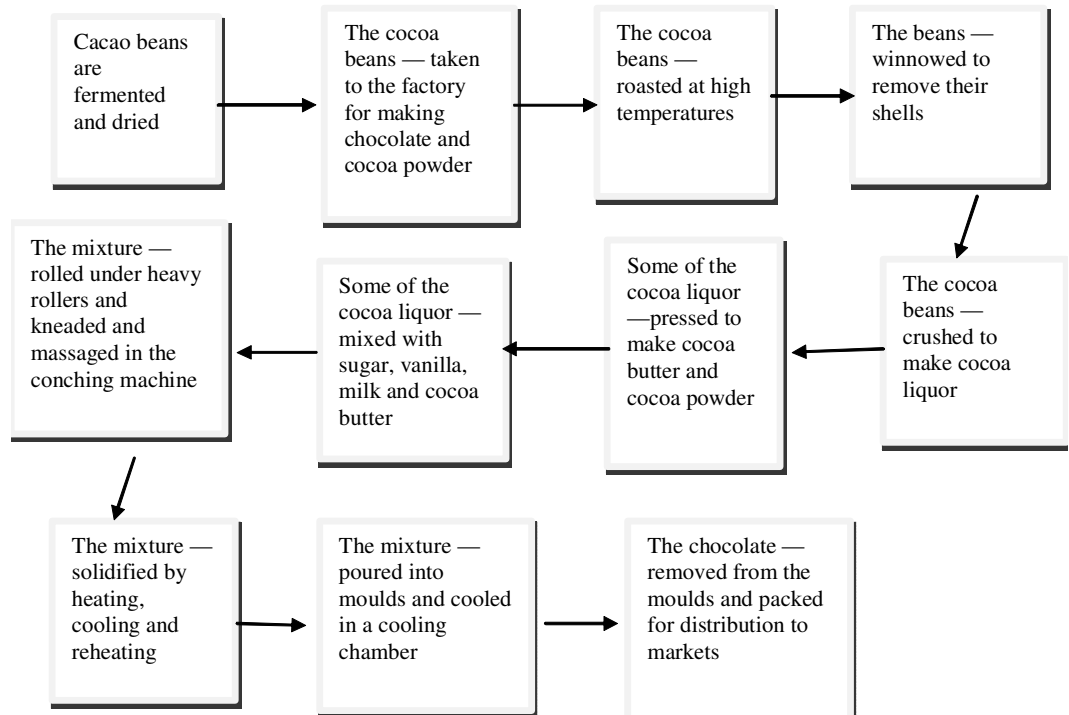 Cacao beans
are
fermented
and dried
The cocoa
beans — taken
to the factory
for making
chocolate and
cocoa powder
The cocoa
beans —
roasted at high
temperatures
The beans —
winnowed to
remove their
shells
The cocoa
beans —
crushed to
make cocoa
liquor
Some of the
cocoa liquor
—pressed to
make cocoa
butter and
cocoa powder
Some of the
cocoa liquor —
mixed with
sugar, vanilla,
milk and cocoa
butter
The mixture —
rolled under heavy
rollers and
kneaded and
massaged in the
conching machine
The mixture —
solidified by
heating,
cooling and
reheating
The mixture —
poured into
moulds and cooled
in a cooling
chamber
The chocolate —
removed from the
moulds and packed
for distribution to
markets